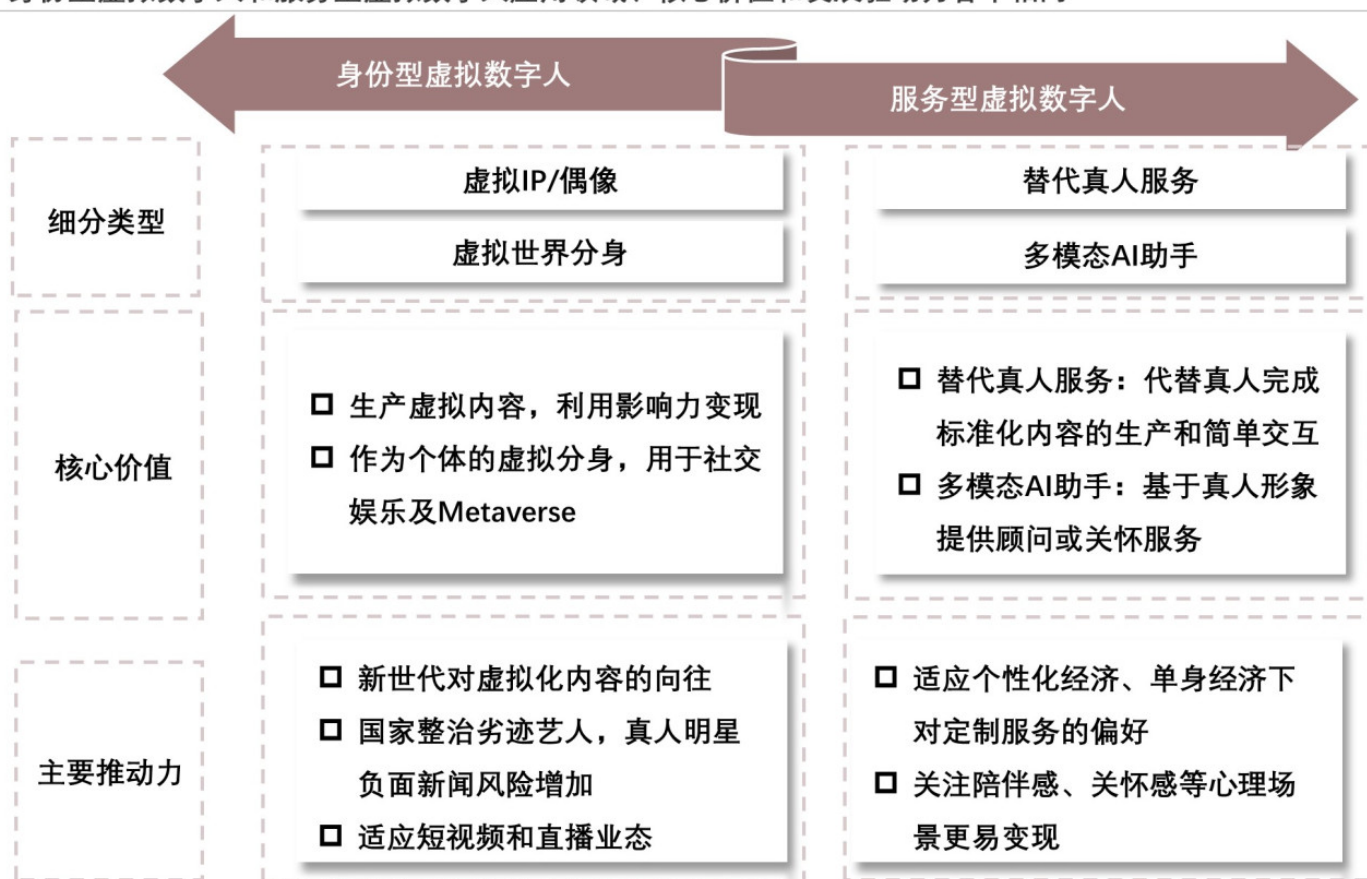 身份型虚拟数字人
服务型虚拟数字人
细分类型
虚拟IP/偶像
虚拟世界分身
替代真人服务
多模态AI助手
核心价值
生产虚拟内容，利用影响力变现
作为个体的虚拟分身，用于社交
娱乐及Metaverse
替代真人服务：代替真人完成
标准化内容的生产和简单交互
多模态AI助手：基于真人形象
提供顾问或关怀服务
主要推动力
新世代对虚拟化内容的向往
国家整治劣迹艺人，真人明星
负面新闻风险增加
适应短视频和直播业态
适应个性化经济、单身经济下
对定制服务的偏好
关注陪伴感、关怀感等心理场
景更易变现